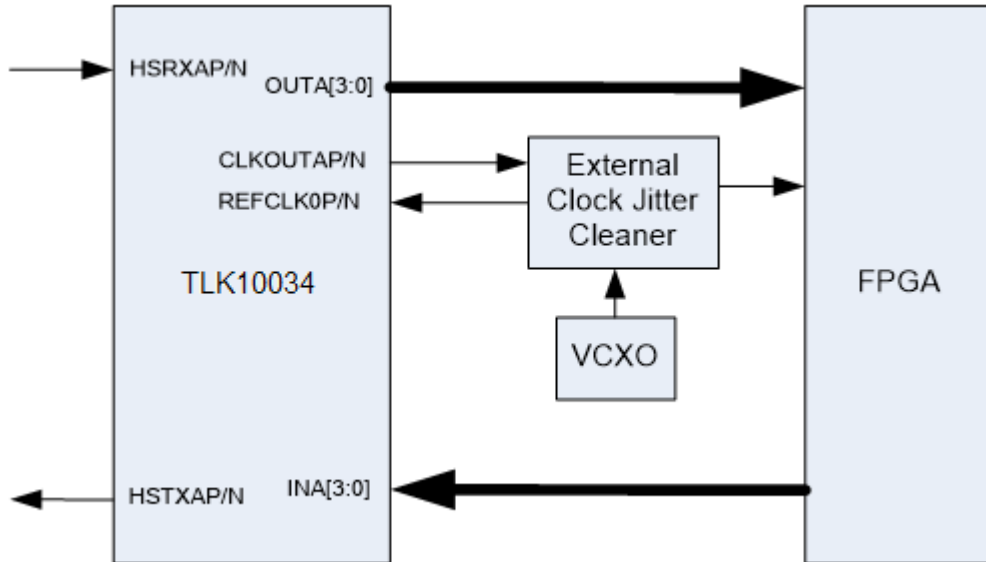 HSRXAP/N
OUTA[3:0]
CLKOUTAP/N
REFCLK0P/N
External
Clock Jitter
Cleaner
TLK10034
FPGA
VCXO
HSTXAP/N
INA[3:0]